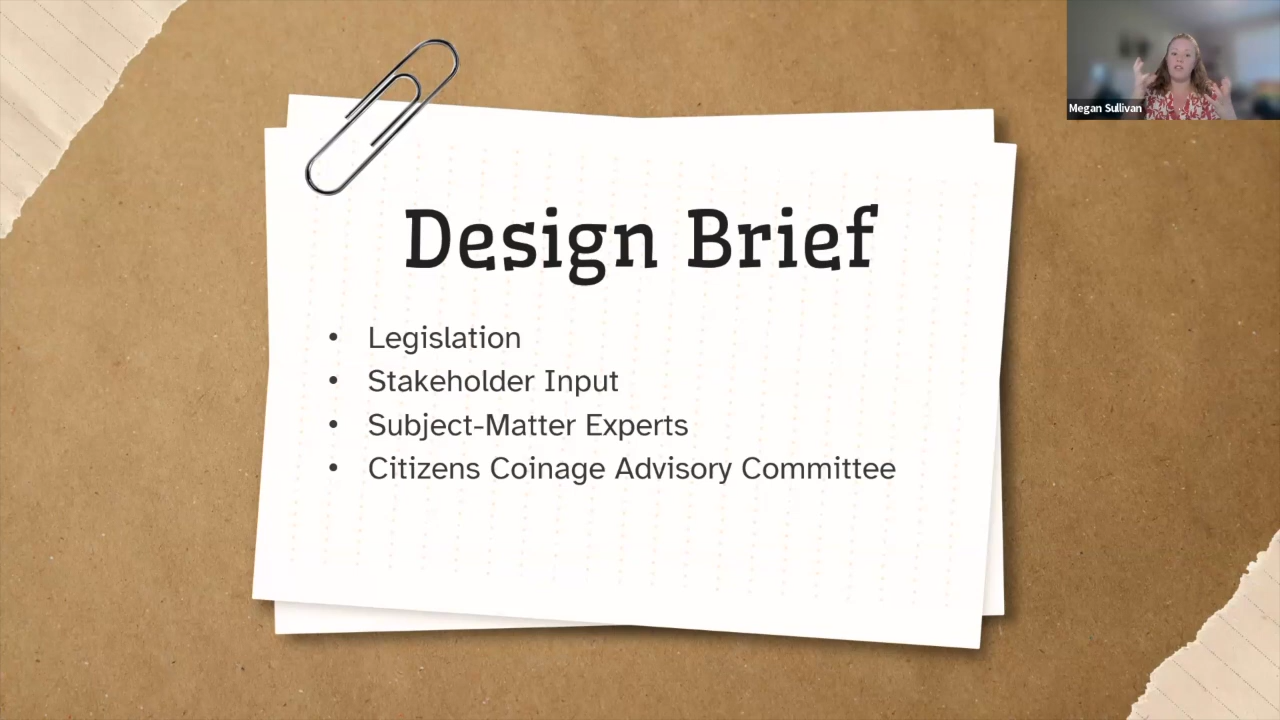 Megan Sullivan
Design Brief
• Legislation
• Stakeholder Input
• Subject-Matter Experts
• Citizens Coinage Advisory Committee